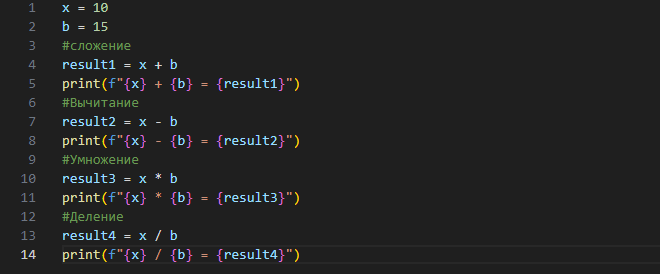 1 x = 10
2 b = 15
3 #сложение
4 result1 = x + b
5 print(f"{x} + {b} = {result1}")
6 #Вычитание
7 result2 = x - b
8 print(f"{x} - {b} = {result2}")
9 #Умножение
10 result3 = x * b
11 print(f"{x} * {b} = {result3}")
12 #Деление
13 result4 = x / b
14 print(f"{x} / {b} = {result4}")